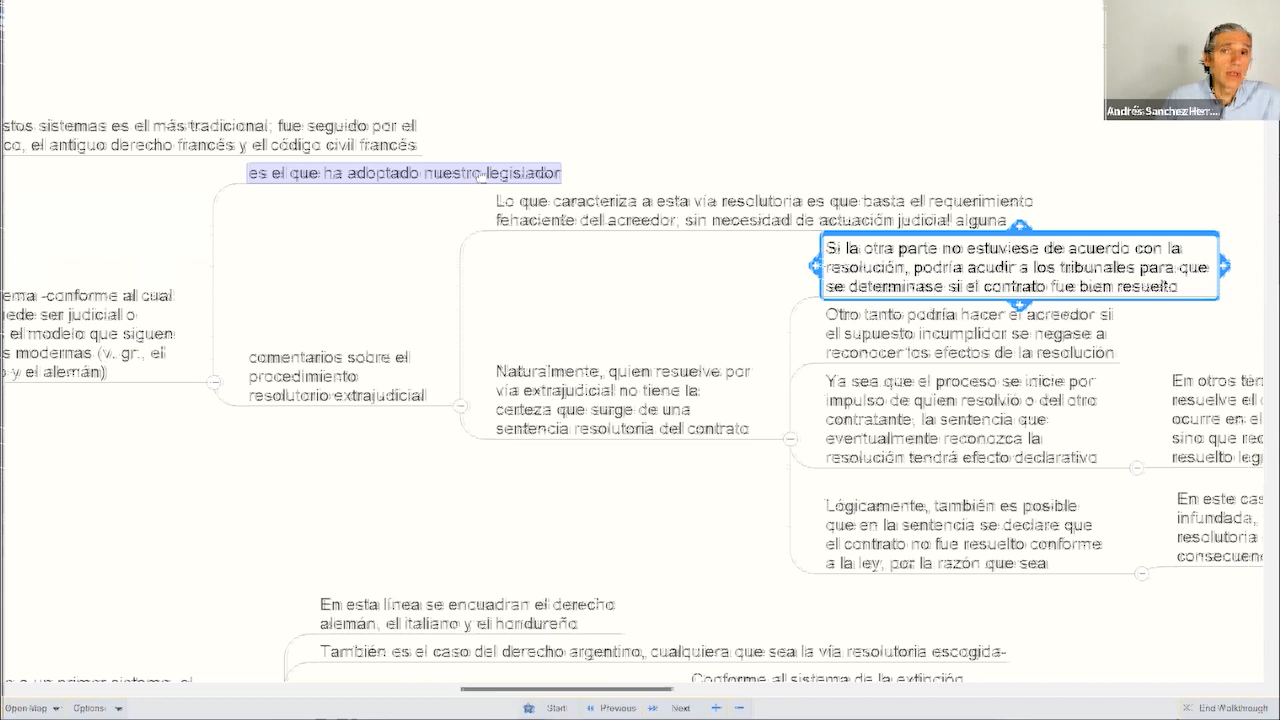 Andrés Sanchez Her...
stos sistemas es el más tradicional; fue seguido por el
co, el antiguo derecho francés y el código civil francés
es el que ha adoptado nuestro legislador
Lo que caracteriza a esta vía resolutoria es que basta el requerimiento
fehaciente del acreedor, sin necesidad de actuación judicial alguna
Si la otra parte no estuviese de acuerdo con la
resolución, podría acudir a los tribunales para que
se determinase si el contrato fue bien resuelto
Otro tanto podría hacer el acreedor si
el supuesto incumplidor se negase a
reconocer los efectos de la resolución
ema -conforme al cual
ede ser judicial o
el modelo que siguen
s modernas (v. gr., el
o y el alemán)
comentarios sobre el
procedimiento
resolutorio extrajudicial
Naturalmente, quien resuelve por
vía extrajudicial no tiene la
certeza que surge de una
sentencia resolutoria del contrato
Ya sea que el proceso se inicie por
impulso de quien resolvió o del otro
contratante, la sentencia que
eventualmente reconozca la
resolución tendrá efecto declarativo
En otros tér
resuelve el
ocurre en el
sino que rec
resuelto leg
Lógicamente, también es posible
que en la sentencia se declare que
el contrato no fue resuelto conforme
a la ley, por la razón que sea
En este cas
infundada,
resolutoria
consecuen
En esta línea se encuadran el derecho
alemán, el italiano y el hondureño
También es el caso del derecho argentino, cualquiera que sea la vía resolutoria escogida-
Conforme al sistema de la extinción
a un primer sistema, el
Open Map
Options
Start
Previous
Next
End Walkthrough